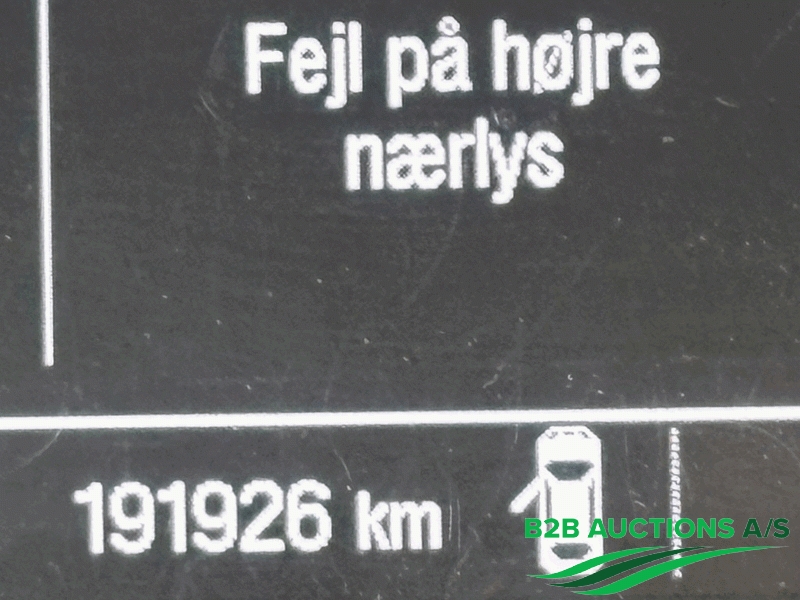 Fejl på højre
nærlys
191926 km
B2B AUCTIONS A/S